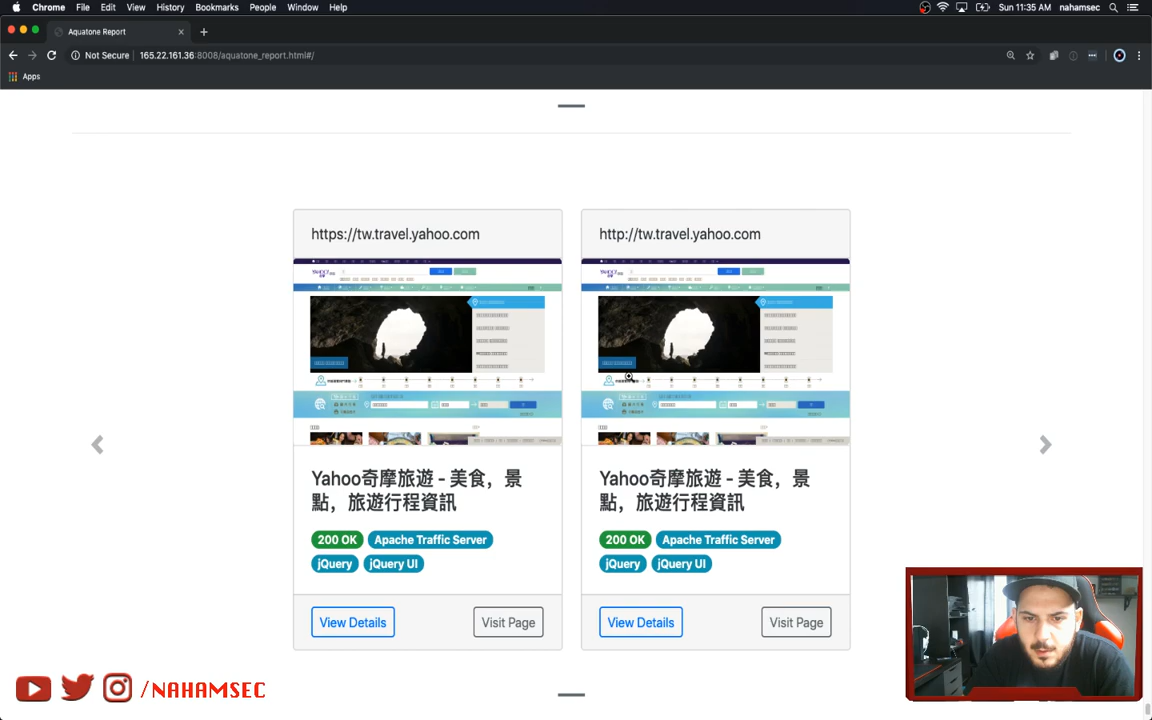 Chrome File Edit View History Bookmarks People Window Help Sun 11:35 AM nahamsec
Aquatone Report
Not Secure 165.22.161.36:8008/aquatone_report.html#/
Apps
https://tw.travel.yahoo.com
http://tw.travel.yahoo.com
Yahoo奇摩旅遊 - 美食，景
點，旅遊行程資訊
Yahoo奇摩旅遊 - 美食，景
點，旅遊行程資訊
200 OK Apache Traffic Server
jQuery jQuery UI
200 OK Apache Traffic Server
jQuery jQuery UI
View Details Visit Page
View Details Visit Page
/NAHAMSEC